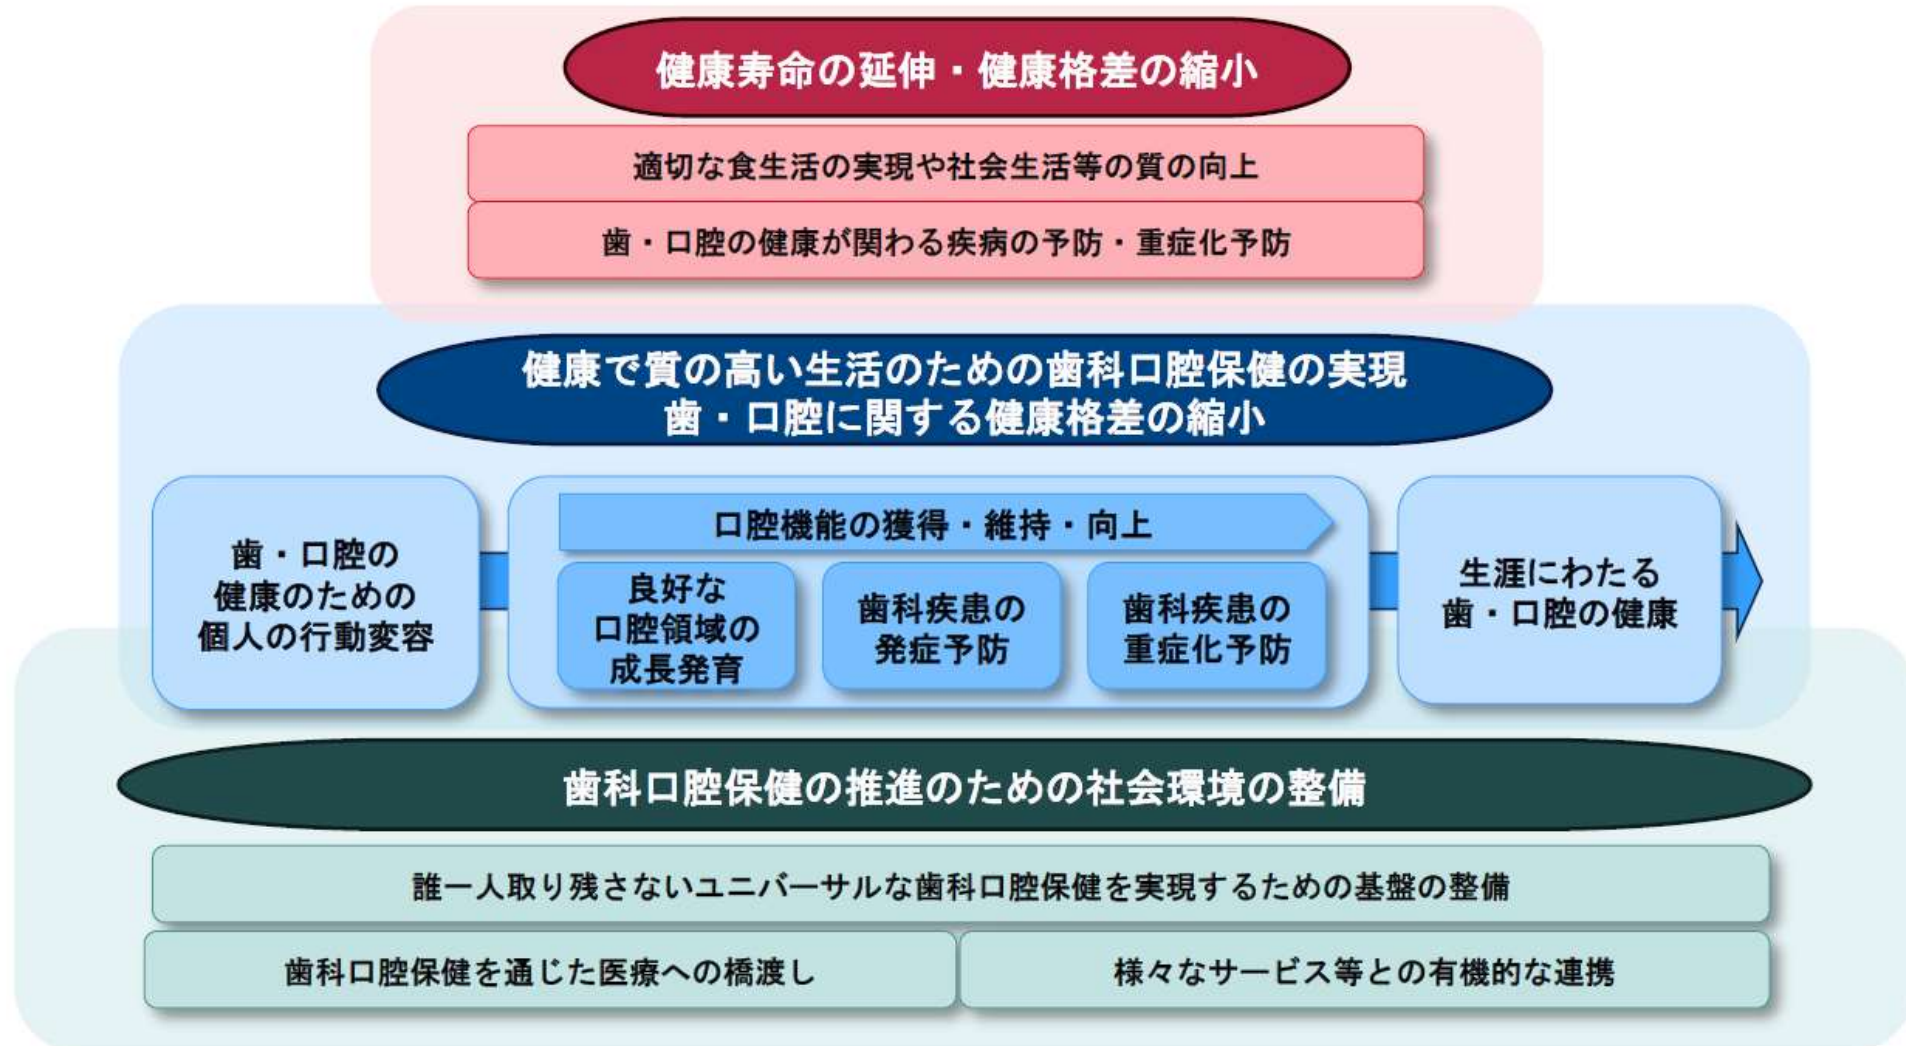 健康寿命の延伸・健康格差の縮小
適切な食生活の実現や社会生活等の質の向上
歯・口腔の健康が関わる疾病の予防・重症化予防
健康で質の高い生活のための歯科口腔保健の実現
歯・口腔に関する健康格差の縮小
歯・口腔の
健康のための
個人の行動変容
口腔機能の獲得・維持・向上
良好な
口腔領域の
成長発育
歯科疾患の
発症予防
歯科疾患の
重症化予防
生涯にわたる
歯・口腔の健康
歯科口腔保健の推進のための社会環境の整備
誰一人取り残さないユニバーサルな歯科口腔保健を実現するための基盤の整備
歯科口腔保健を通じた医療への橋渡し
様々なサービス等との有機的な連携